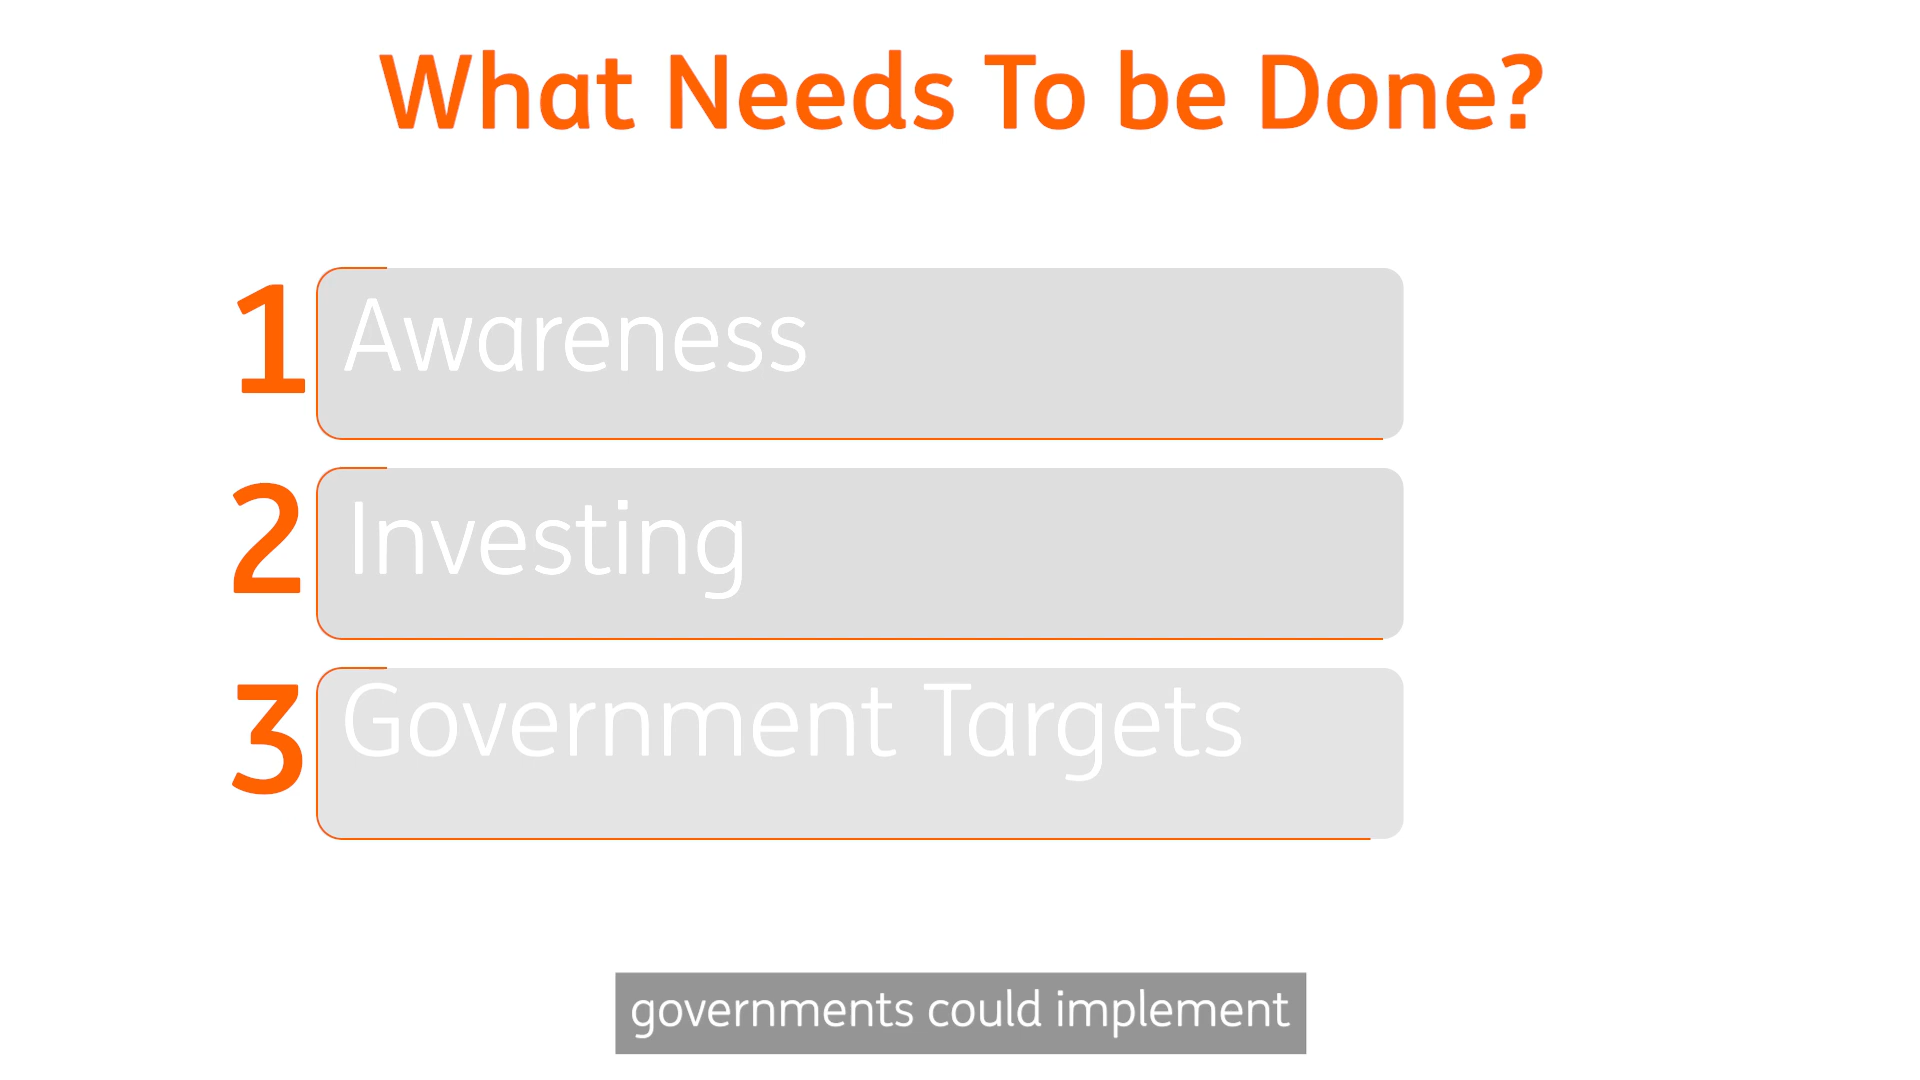 What Needs To be Done?
1 Awareness
2 Investing
3 Government Targets
governments could implement